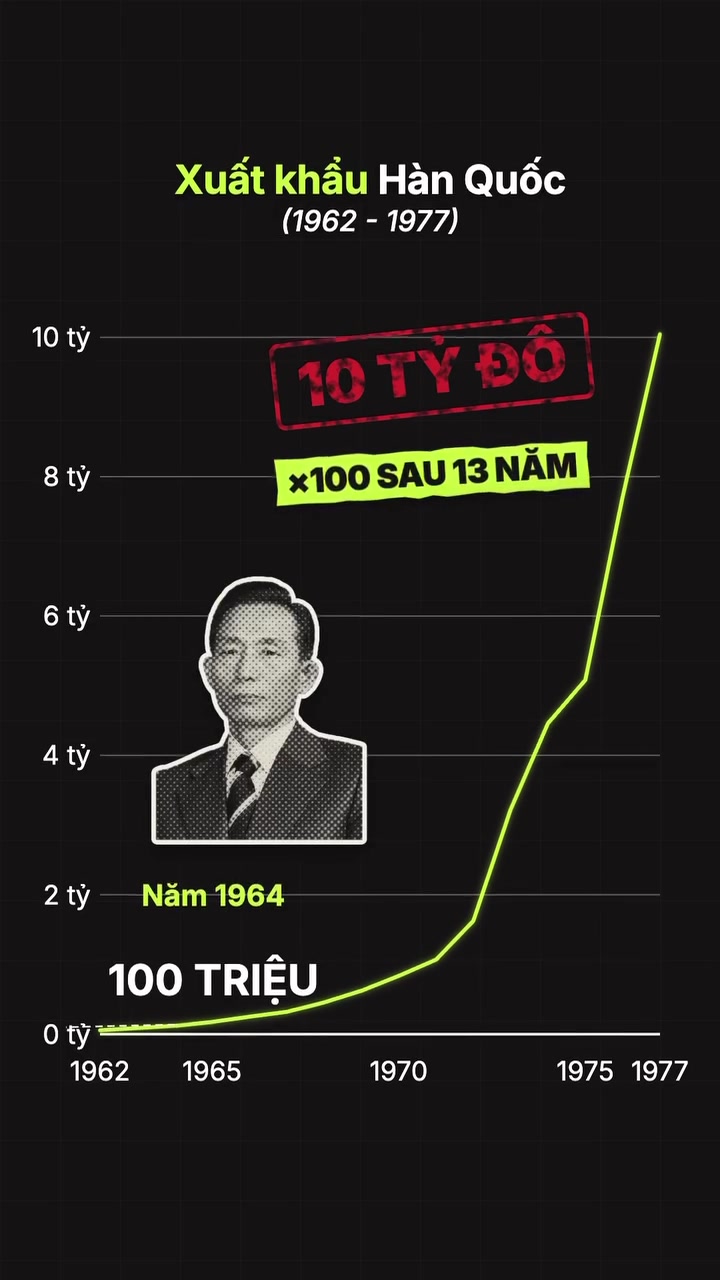 Xuất khẩu Hàn Quốc
(1962 - 1977)
10 tỷ
10 TỶ ĐÔ
8 tỷ
×100 SAU 13 NĂM
6 tỷ
4 tỷ
2 tỷ
Năm 1964
100 TRIỆU
0 tỷ
1962 1965 1970 1975 1977